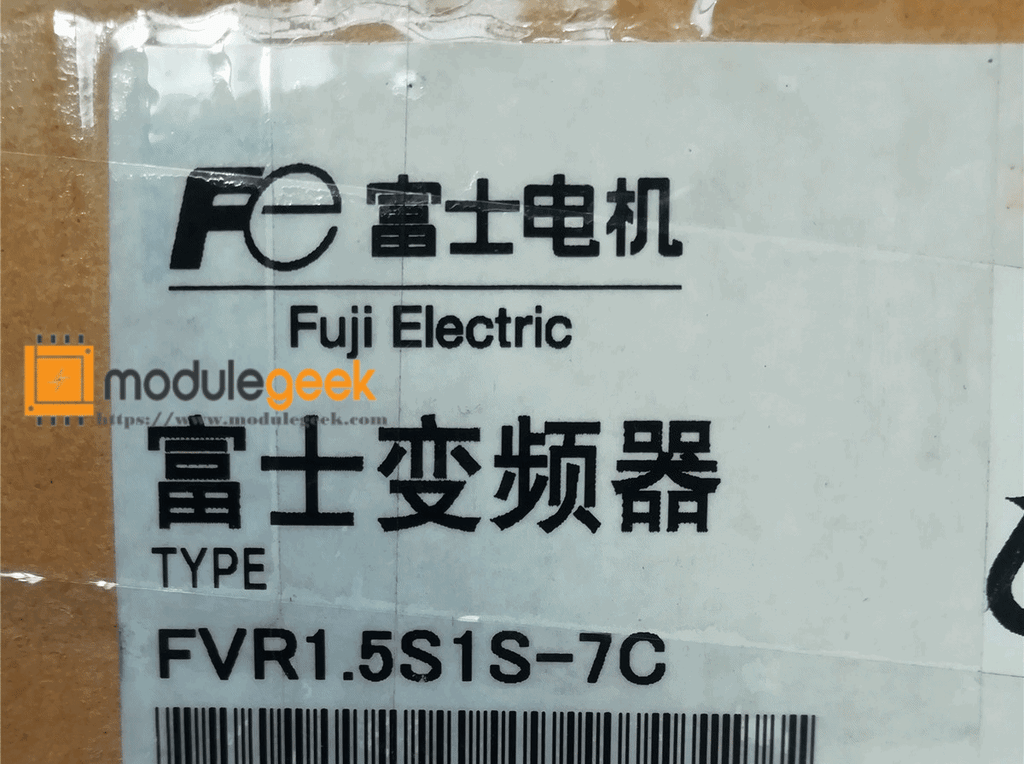 Fe 富士电机
Fuji Electric
modulegeek
https://www.modulegeek.com
富士变频器
TYPE
FVR1.5S1S-7C